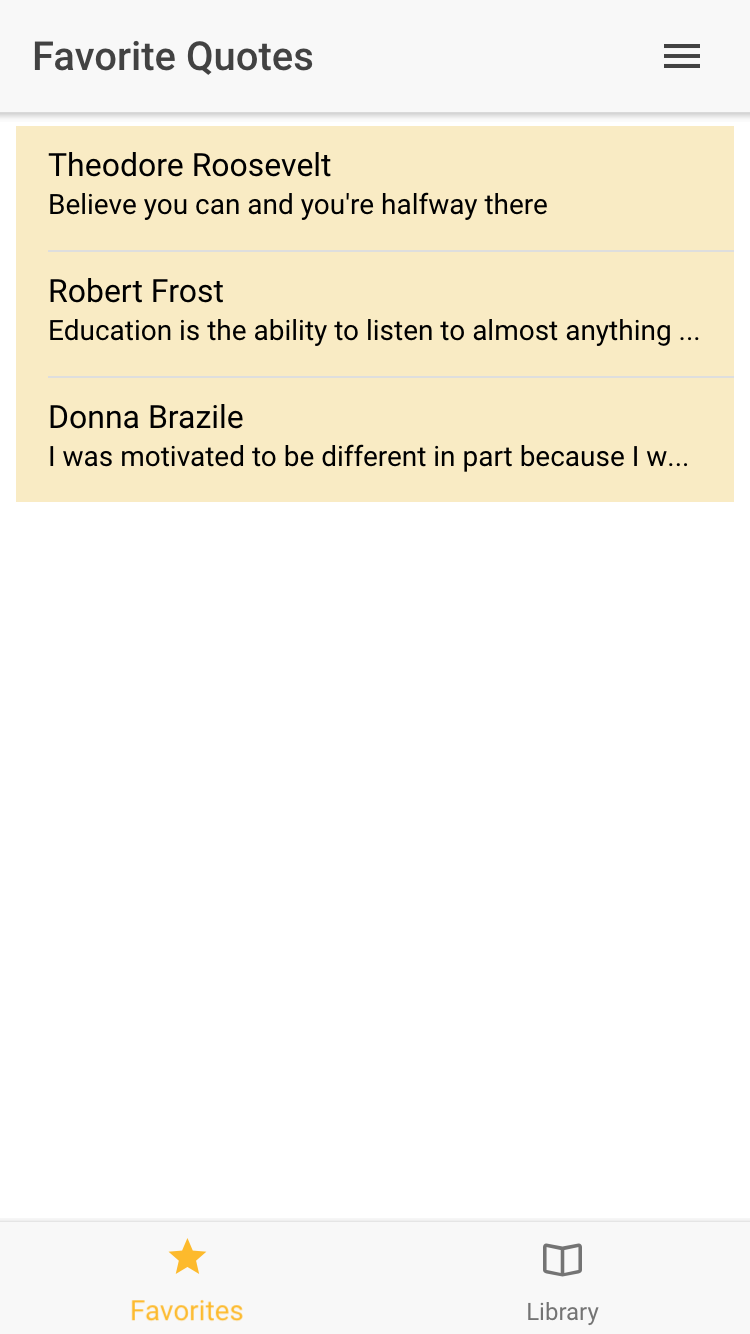 Favorite Quotes
Theodore Roosevelt
Believe you can and you're halfway there
Robert Frost
Education is the ability to listen to almost anything ...
Donna Brazile
I was motivated to be different in part because I w...
Favorites
Library